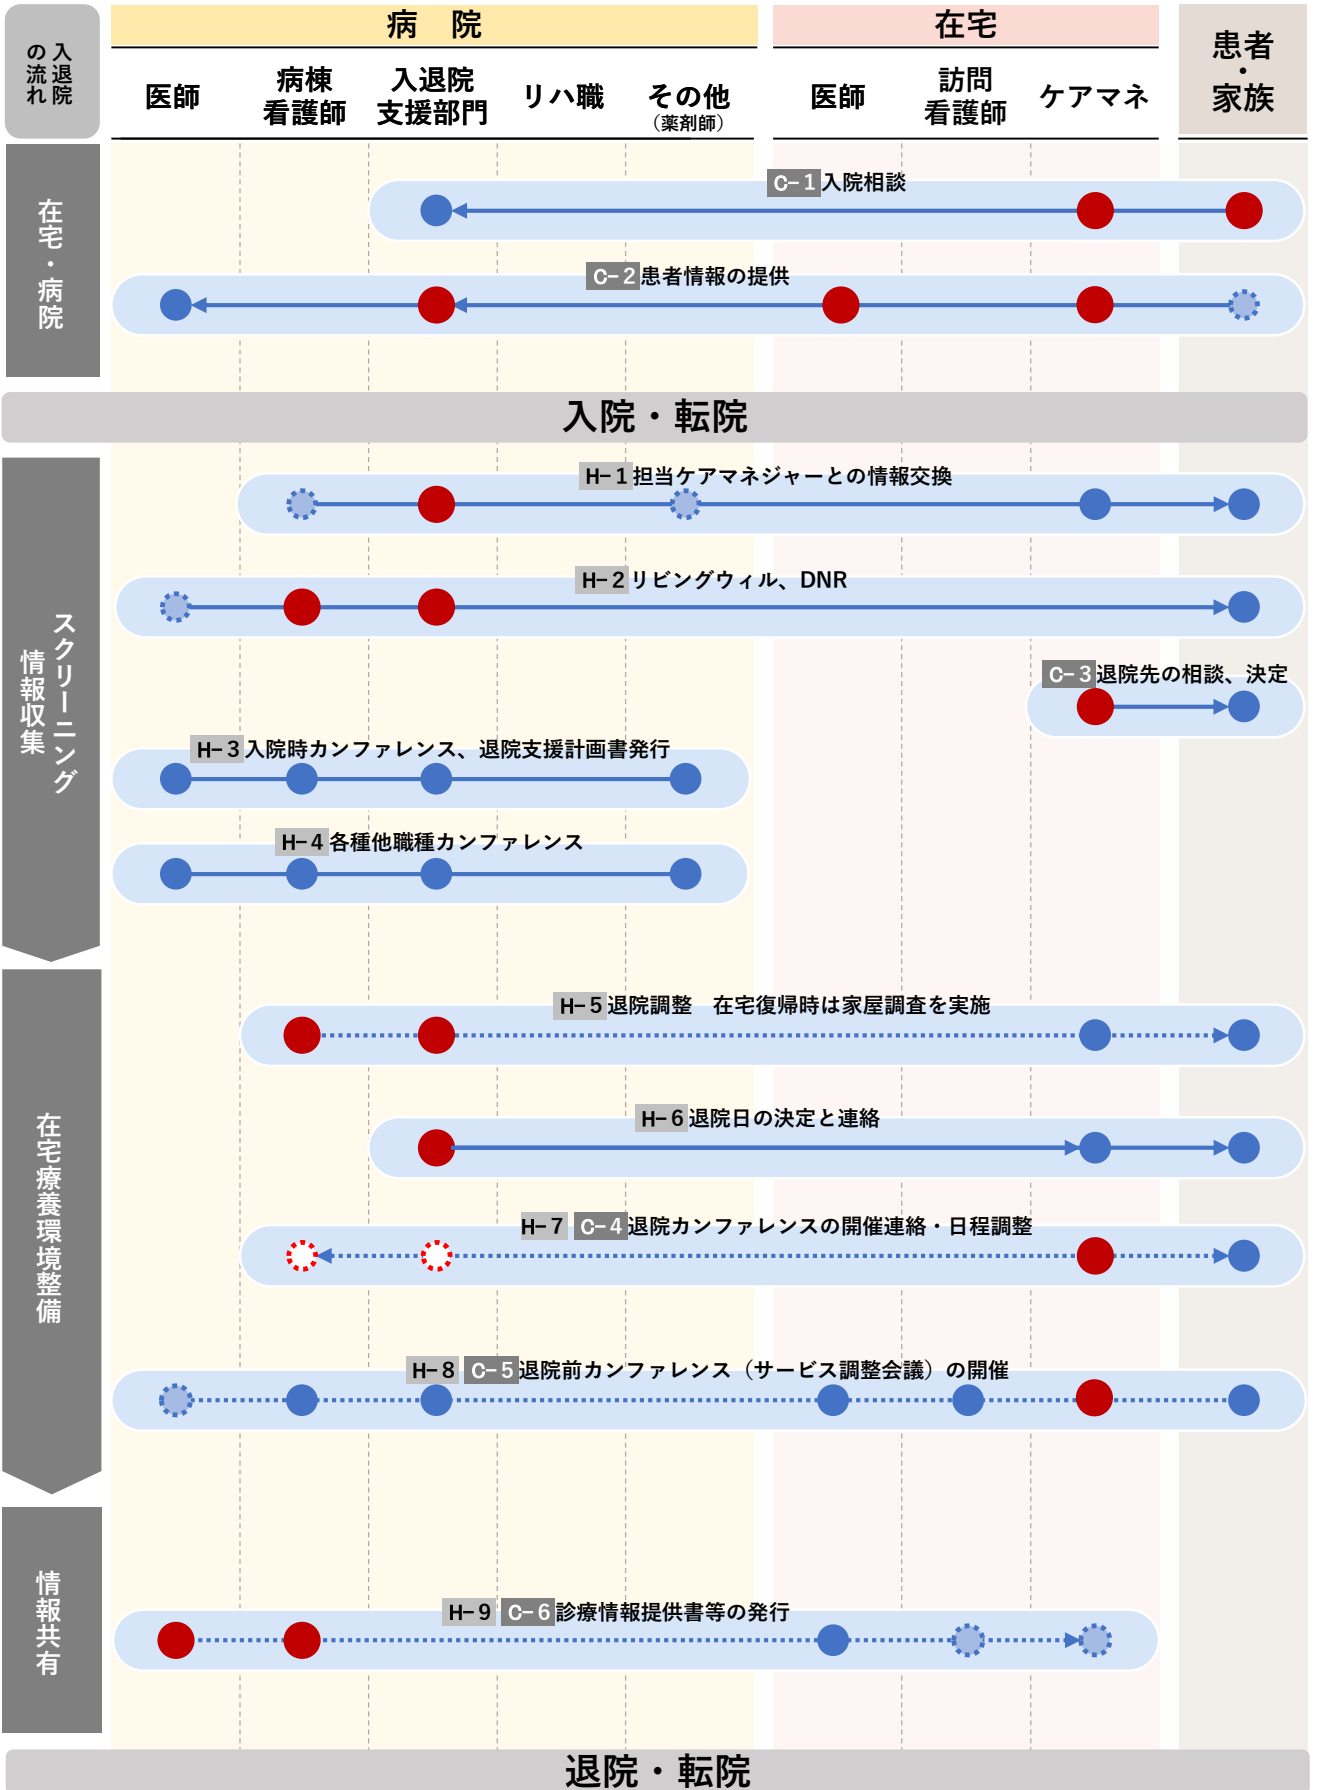 入退院
の流れ
病　院
在宅
患者
・
家族
医師
病棟
看護師
入退院
支援部門
リハ職
その他
（薬剤師）
医師
訪問
看護師
ケアマネ
在宅・病院
C-1 入院相談
C-2 患者情報の提供
入院・転院
スクリーニング
情報収集
H-1 担当ケアマネジャーとの情報交換
H-2 リビングウィル、DNR
C-3 退院先の相談、決定
H-3 入院時カンファレンス、退院支援計画書発行
H-4 各種他職種カンファレンス
在宅療養環境整備
H-5 退院調整　在宅復帰時は家屋調査を実施
H-6 退院日の決定と連絡
H-7 C-4 退院カンファレンスの開催連絡・日程調整
H-8 C-5 退院前カンファレンス（サービス調整会議）の開催
情報共有
H-9 C-6 診療情報提供書等の発行
退院・転院